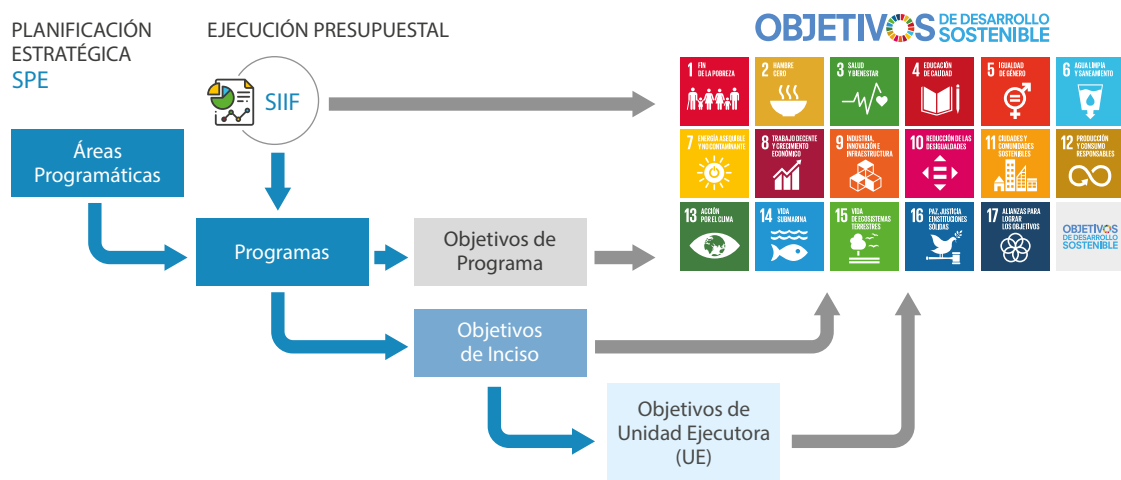 PLANIFICACIÓN
ESTRATÉGICA
SPE
EJECUCIÓN PRESUPUESTAL
SIIF
OBJETIVOS DE DESARROLLO
SOSTENIBLE
Áreas
Programáticas
Programas
Objetivos de
Programa
Objetivos
de Inciso
Objetivos de
Unidad Ejecutora
(UE)
1 FIN
DE LA POBREZA
2 HAMBRE
CERO
3 SALUD
Y BIENESTAR
4 EDUCACIÓN
DE CALIDAD
5 IGUALDAD
DE GÉNERO
6 AGUA LIMPIA
Y SANEAMIENTO
7 ENERGÍA ASEQUIBLE
Y NO CONTAMINANTE
8 TRABAJO DECENTE
Y CRECIMIENTO
ECONÓMICO
9 INDUSTRIA,
INNOVACIÓN E
INFRAESTRUCTURA
10 REDUCCIÓN DE LAS
DESIGUALDADES
11 CIUDADES Y
COMUNIDADES
SOSTENIBLES
12 PRODUCCIÓN
Y CONSUMO
RESPONSABLES
13 ACCIÓN
POR EL CLIMA
14 VIDA
SUBMARINA
15 VIDA
DE ECOSISTEMAS
TERRESTRES
16 PAZ, JUSTICIA
E INSTITUCIONES
SÓLIDAS
17 ALIANZAS PARA
LOGRAR
LOS OBJETIVOS
OBJETIVOS
DE DESARROLLO
SOSTENIBLE